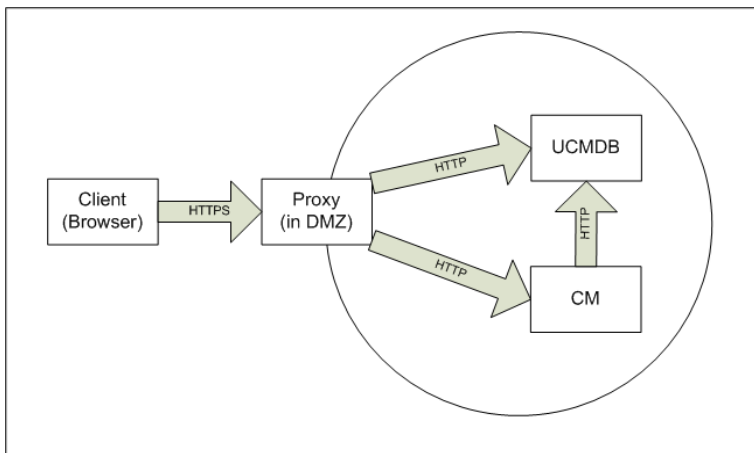 Client
(Browser)
HTTPS
Proxy
(in DMZ)
HTTP
UCMDB
HTTP
HTTP
CM